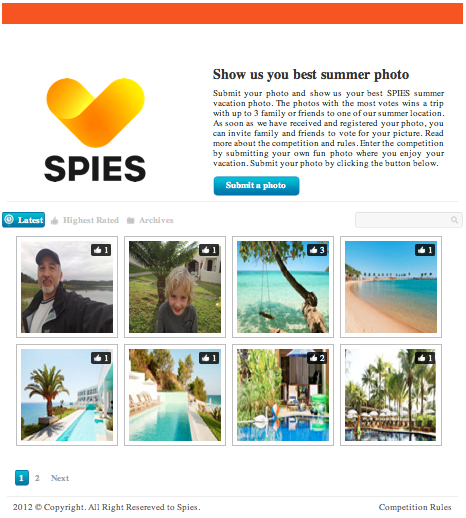 SPIES
Show us you best summer photo
Submit your photo and show us your best SPIES summer
vacation photo. The photos with the most votes wins a trip
with up to 3 family or friends to one of our summer location.
As soon as we have received and registered your photo, you
can invite family and friends to vote for your picture. Read
more about the competition and rules. Enter the competition
by submitting your own fun photo where you enjoy your
vacation. Submit your photo by clicking the button below.
Submit a photo
Latest Highest Rated Archives
1 1 3 1
1 1 2 1
1 2 Next
2012 © Copyright. All Right Resereved to Spies. Competition Rules